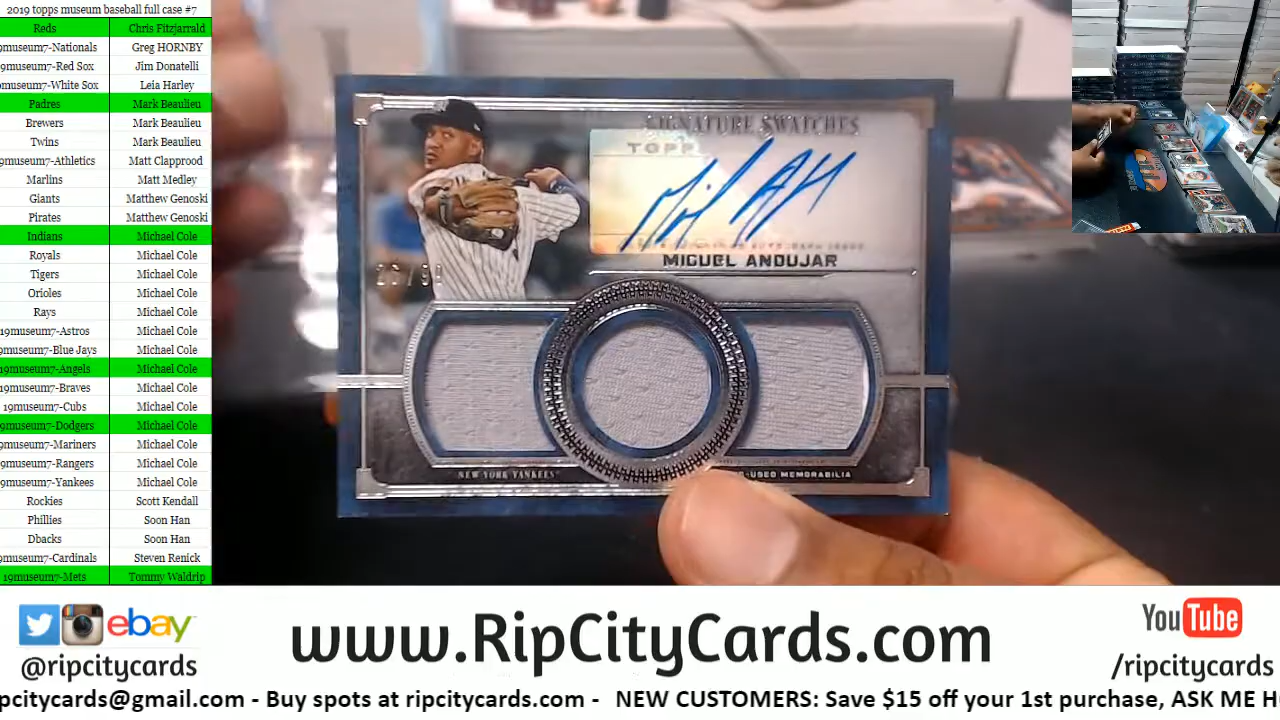 2019 topps museum baseball full case #7
Reds Chris Fitzjarrald
9museum7-Nationals Greg HORNBY
9museum7-Red Sox Jim Donatelli
9museum7-White Sox Leia Harley
Padres Mark Beaulieu
Brewers Mark Beaulieu
Twins Mark Beaulieu
19museum7-Athletics Matt Clapprood
Marlins Matt Medley
Giants Matthew Genoski
Pirates Matthew Genoski
Indians Michael Cole
Royals Michael Cole
Tigers Michael Cole
Orioles Michael Cole
Rays Michael Cole
19museum7-Astros Michael Cole
9museum7-Blue Jays Michael Cole
19museum7-Angels Michael Cole
19museum7-Braves Michael Cole
19museum7-Cubs Michael Cole
19museum7-Dodgers Michael Cole
9museum7-Mariners Michael Cole
9museum7-Rangers Michael Cole
9museum7-Yankees Michael Cole
Rockies Scott Kendall
Phillies Soon Han
Dbacks Soon Han
9museum7-Cardinals Steven Renick
19museum7-Mets Tommy Waldrip
SIGNATURE SWATCHES
TOPP
MIGUEL ANDUJAR
NEW YORK YANKEES
-USED MEMORABILIA
ebay
@ripcitycards
www.RipCityCards.com
YouTube
/ripcitycards
pcitycards@gmail.com - Buy spots at ripcitycards.com - NEW CUSTOMERS: Save $15 off your 1st purchase, ASK ME H